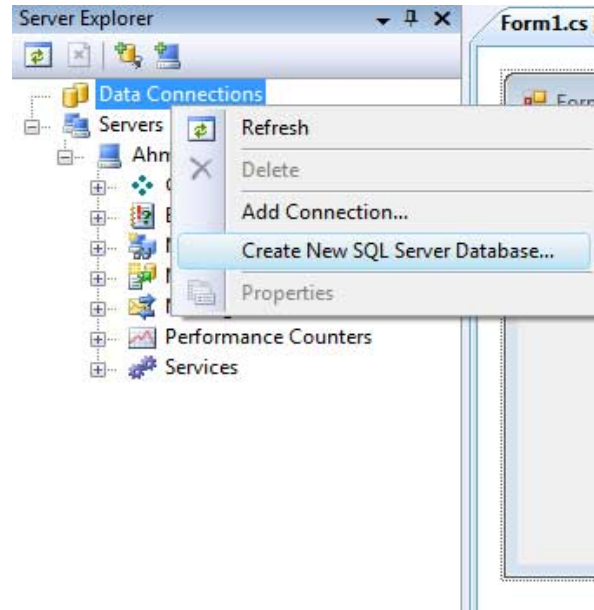 Server Explorer
Form1.cs
Data Connections
Form
Servers
Refresh
Delete
Add Connection...
Create New SQL Server Database...
Properties
Performance Counters
Services